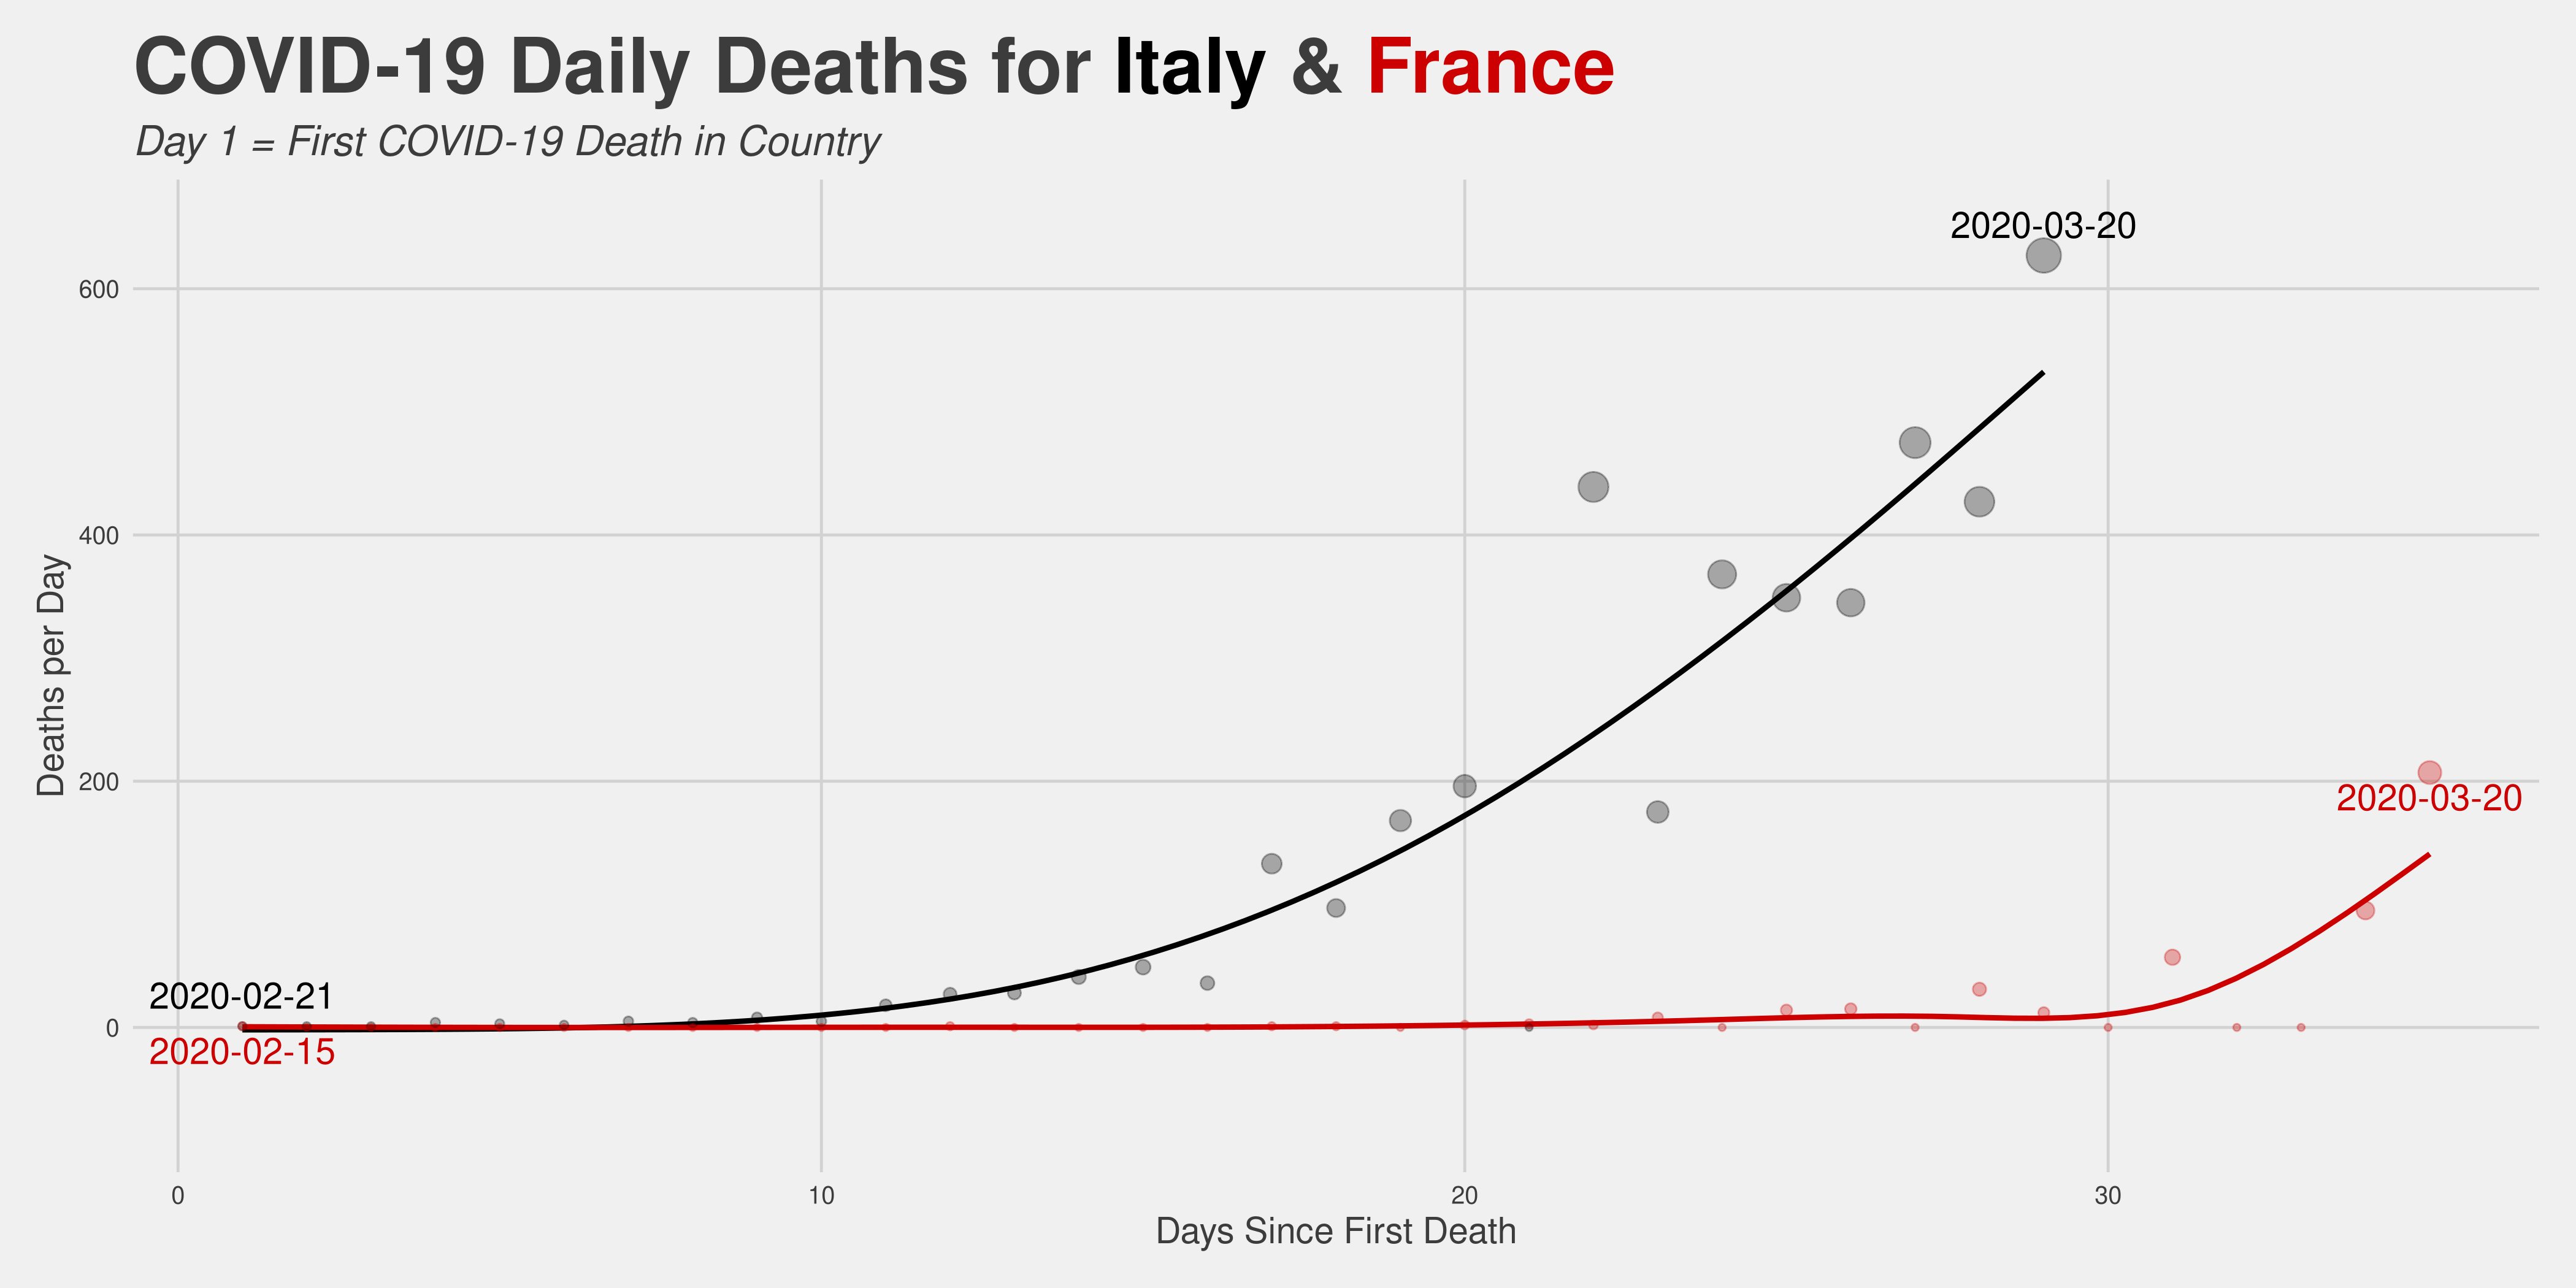 COVID-19 Daily Deaths for Italy & France
Day 1 = First COVID-19 Death in Country
2020-03-20
600
400
Deaths per Day
200
2020-03-20
2020-02-21
0
2020-02-15
0 10 20 30
Days Since First Death